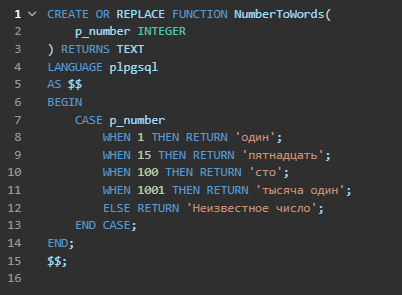 1 CREATE OR REPLACE FUNCTION NumberToWords(
2     p_number INTEGER
3 ) RETURNS TEXT
4 LANGUAGE plpgsql
5 AS $$
6 BEGIN
7     CASE p_number
8         WHEN 1 THEN RETURN 'один';
9         WHEN 15 THEN RETURN 'пятнадцать';
10         WHEN 100 THEN RETURN 'сто';
11         WHEN 1001 THEN RETURN 'тысяча один';
12         ELSE RETURN 'Неизвестное число';
13     END CASE;
14 END;
15 $$;
16